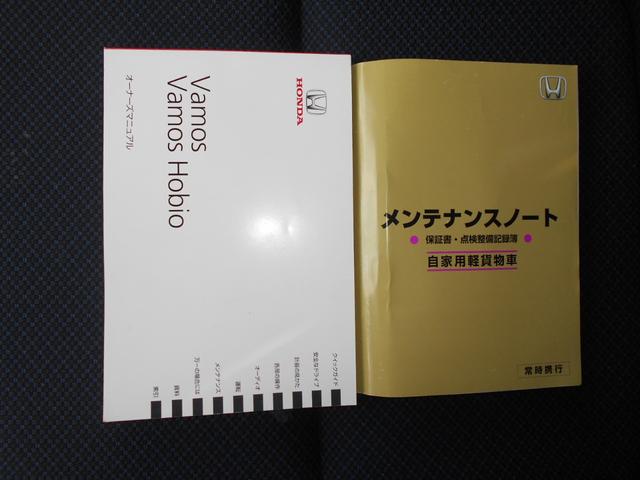 HONDA
Vamos
Vamos Hobio
オーナーズマニュアル
クイックガイド
安全なドライブ
計器の見かた
各部の操作
オーディオ
運転
メンテナンス
万一の場合には
資料
索引
メンテナンスノート
保証書・点検整備記録簿
自家用軽貨物車
常時携行